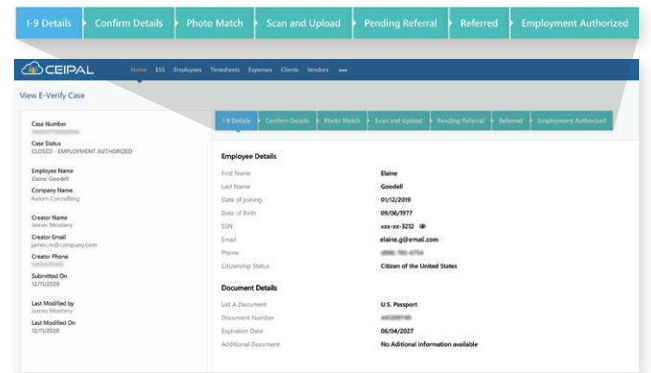 I-9 Details Confirm Details Photo Match Scan and Upload Pending Referral Referred Employment Authorized
CEIPAL Home ESS Employees Timesheets Expenses Clients Vendors •••
View E-Verify Case
I-9 Details Confirm Details Photo Match Scan and Upload Pending Referral Referred Employment Authorized
Case Number
Case Status
CLOSED - EMPLOYMENT AUTHORIZED
Employee Name
Elaine Goodell
Company Name
Axiom Consulting
Creator Name
James Mostery
Creator Email
james.m@company.com
Creator Phone
Submitted On
12/11/2020
Last Modified by
James Mostery
Last Modified On
12/11/2020
Employee Details
First Name Elaine
Last Name Goodell
Date of joining 01/12/2019
Date of Birth 09/06/1977
SSN xxx-xx-3212
Email elaine.g@email.com
Phone
Citizenship Status Citizen of the United States
Document Details
List A Document U.S. Passport
Document Number
Expiration Date 06/04/2027
Additional Document No Aditional information available